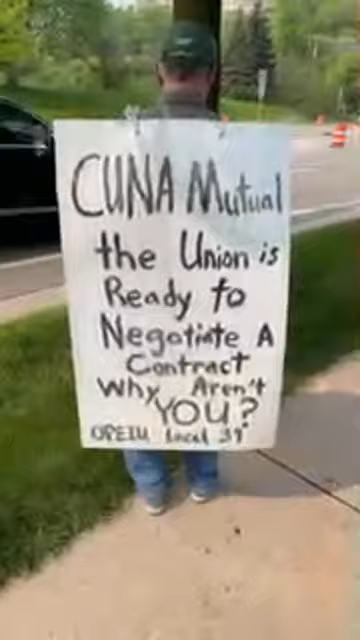 CUNA Mutual
the Union is
Ready to
Negotiate A
Contract
Why Aren't
YOU?
OPEIU Local 39